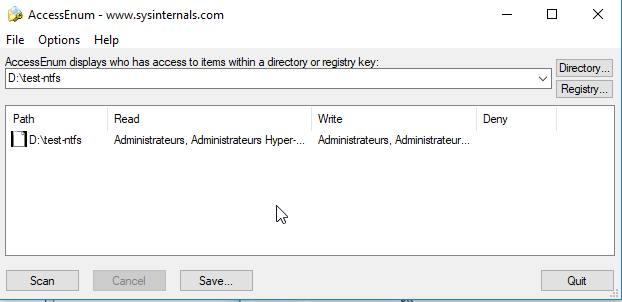 AccessEnum - www.sysinternals.com
File Options Help
AccessEnum displays who has access to items within a directory or registry key:
D:\test-ntfs
Directory...
Registry...
Path Read Write Deny
D:\test-ntfs Administrateurs, Administrateurs Hyper-... Administrateurs, Administrateur...
Scan Cancel Save... Quit